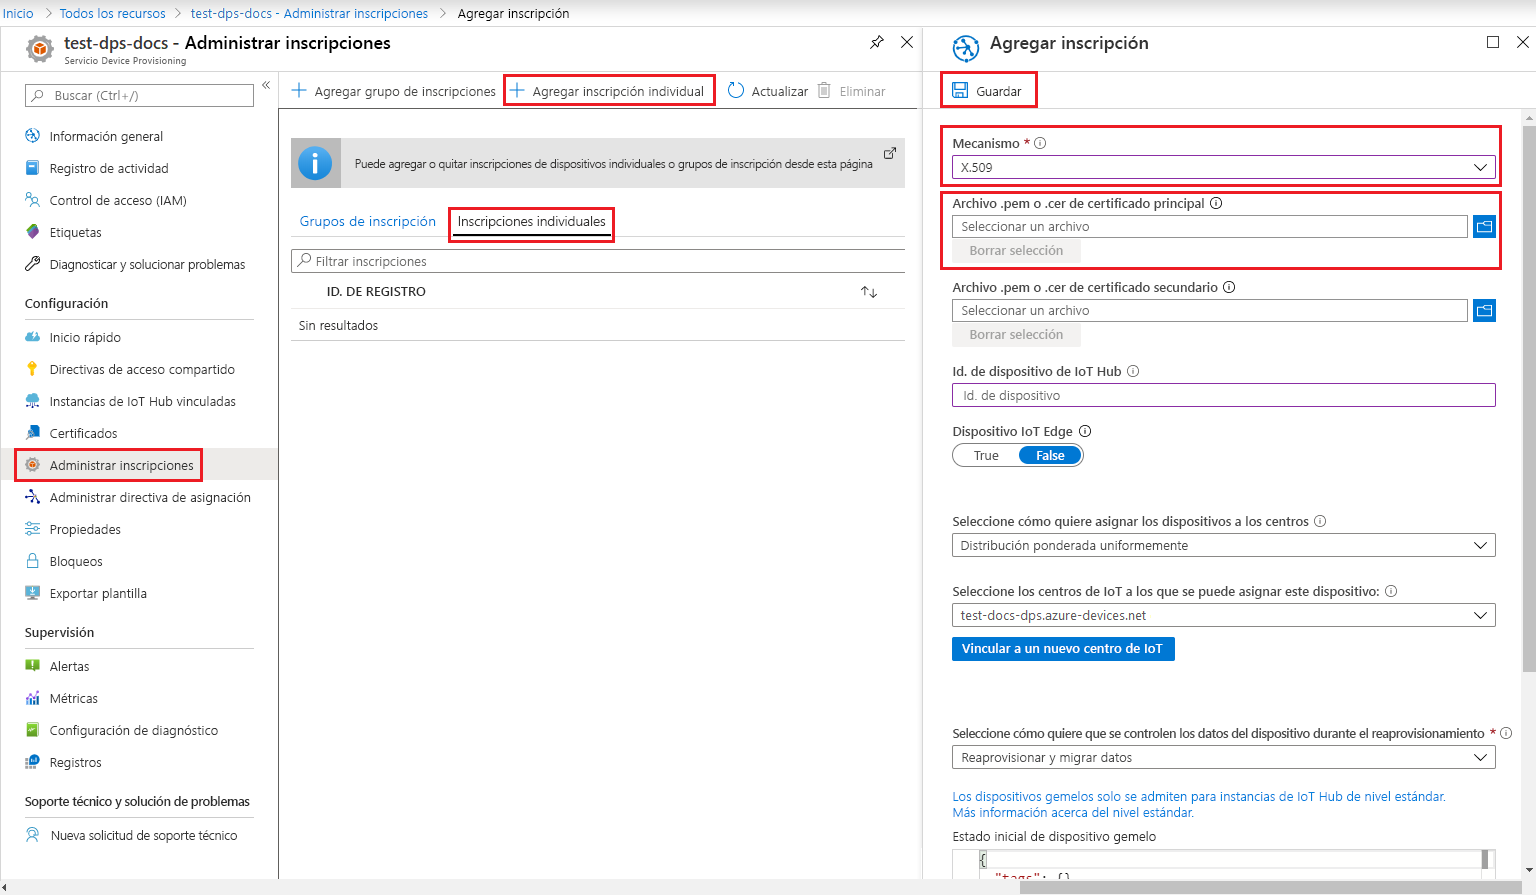 Inicio > Todos los recursos > test-dps-docs - Administrar inscripciones > Agregar inscripción
test-dps-docs - Administrar inscripciones
Servicio Device Provisioning
Buscar (Ctrl+/)
Información general
Registro de actividad
Control de acceso (IAM)
Etiquetas
Diagnosticar y solucionar problemas
Configuración
Inicio rápido
Directivas de acceso compartido
Instancias de IoT Hub vinculadas
Certificados
Administrar inscripciones
Administrar directiva de asignación
Propiedades
Bloqueos
Exportar plantilla
Supervisión
Alertas
Métricas
Configuración de diagnóstico
Registros
Soporte técnico y solución de problemas
Nueva solicitud de soporte técnico
Agregar grupo de inscripciones
Agregar inscripción individual
Actualizar
Eliminar
Puede agregar o quitar inscripciones de dispositivos individuales o grupos de inscripción desde esta página
Grupos de inscripción
Inscripciones individuales
Filtrar inscripciones
ID. DE REGISTRO
Sin resultados
Agregar inscripción
Guardar
Mecanismo *
X.509
Archivo .pem o .cer de certificado principal
Seleccionar un archivo
Borrar selección
Archivo .pem o .cer de certificado secundario
Seleccionar un archivo
Borrar selección
Id. de dispositivo de IoT Hub
Id. de dispositivo
Dispositivo IoT Edge
True False
Seleccione cómo quiere asignar los dispositivos a los centros
Distribución ponderada uniformemente
Seleccione los centros de IoT a los que se puede asignar este dispositivo:
test-docs-dps.azure-devices.net
Vincular a un nuevo centro de IoT
Seleccione cómo quiere que se controlen los datos del dispositivo durante el reaprovisionamiento *
Reaprovisionar y migrar datos
Los dispositivos gemelos solo se admiten para instancias de IoT Hub de nivel estándar.
Más información acerca del nivel estándar.
Estado inicial de dispositivo gemelo
{
"tags": {},